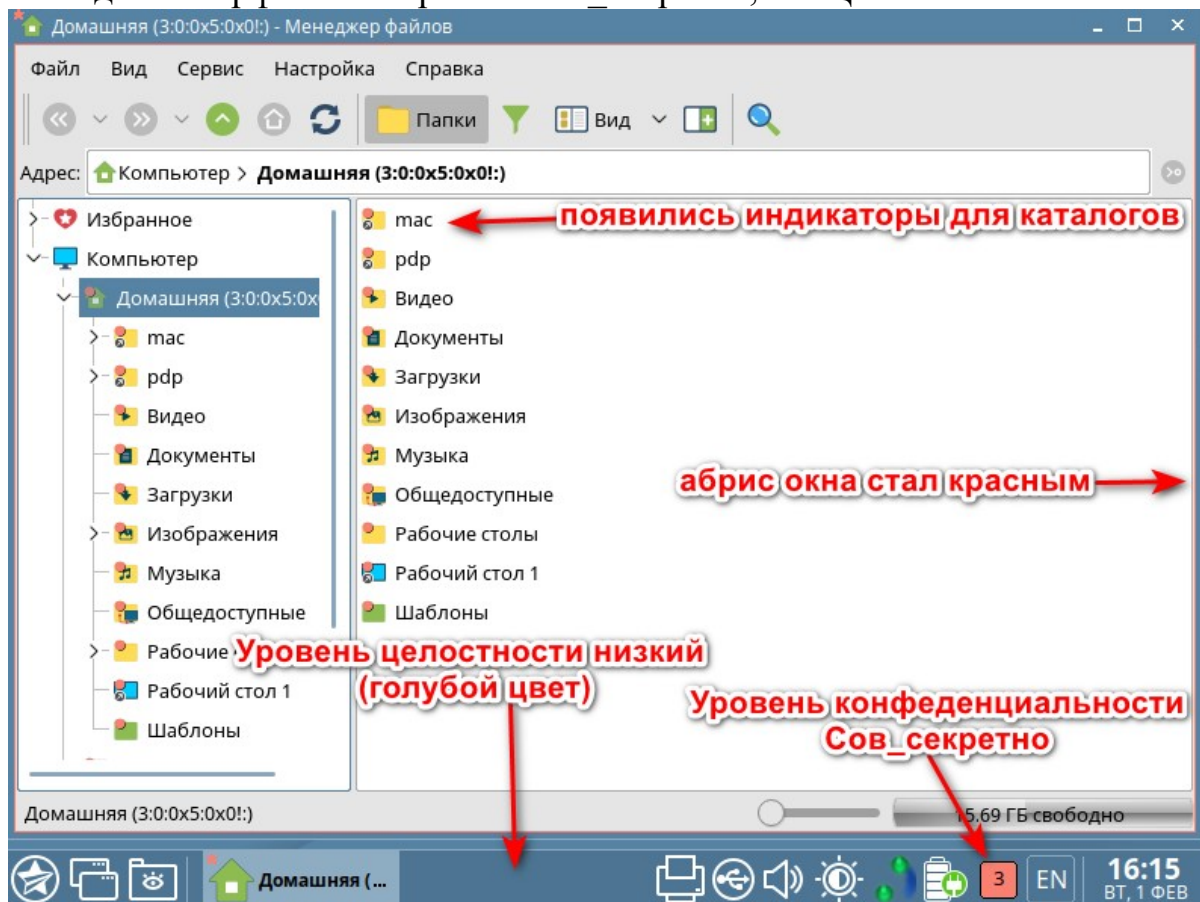 Домашняя (3:0:0x5:0x0!:) - Менеджер файлов
Файл Вид Сервис Настройка Справка
Папки Вид
Адрес: Компьютер > Домашняя (3:0:0x5:0x0!:)
Избранное
Компьютер
Домашняя (3:0:0x5:0x
mac
pdp
Видео
Документы
Загрузки
Изображения
Музыка
Общедоступные
Рабочие
Рабочий стол 1
Шаблоны
mac
pdp
Видео
Документы
Загрузки
Изображения
Музыка
Общедоступные
Рабочие столы
Рабочий стол 1
Шаблоны
появились индикаторы для каталогов
абрис окна стал красным
Уровень целостности низкий
(голубой цвет)
Уровень конфеденциальности
Сов_секретно
Домашняя (3:0:0x5:0x0!:)
15,69 ГБ свободно
Домашняя (...
3
EN
16:15
ВТ, 1 ФЕВ